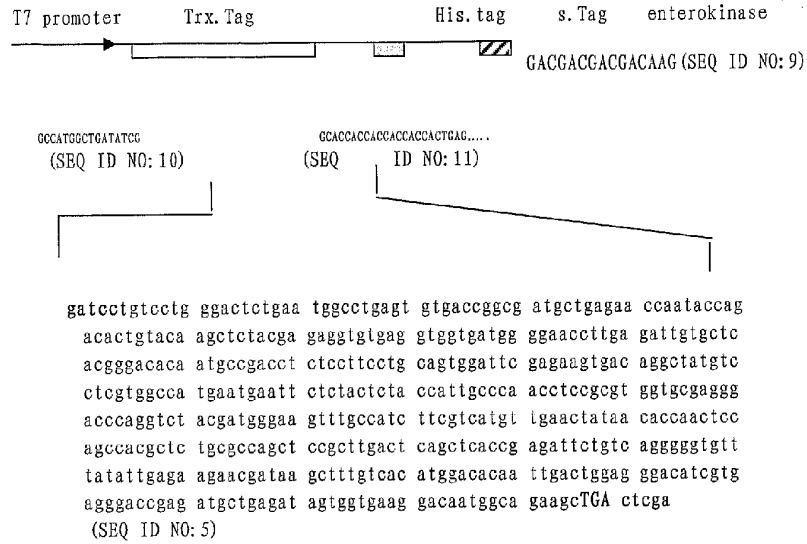 T7 promoter Trx.Tag His.tag s.Tag enterokinase
GACGACGACGACAAG(SEQ ID NO:9)
GCCATGGCTGATATCG GCACCACCACCACCACCACTGAG.....
(SEQ ID NO:10) (SEQ ID NO:11)
gatcctgtcctg ggactctgaa tggcctgagt gtgaccggcg atgctgagaa ccaataccag
acactgtaca agctctacga gaggtgtgag gtggtgatgg ggaaccttga gattgtgctc
acgggacaca atgccgacct ctccttcctg cagtggattc gagaagtgac aggctatgtc
ctcgtggcca tgaatgaatt ctctactcta ccattgccca acctccgcgt ggtgcgaggg
acccaggtct acgatgggaa gtttgccatc ttcgtcatgt tgaactataa caccaactcc
agccacgctc tgcgccagct ccgcttgact cagctcaccg agattctgtc agggggtgtt
tatattgaga agaacgataa gctttgtcac atggacacaa ttgactggag ggacatcgtg
agggaccgag atgctgagat agtggtgaag gacaatggca gaagcTGA ctcga
(SEQ ID NO:5)